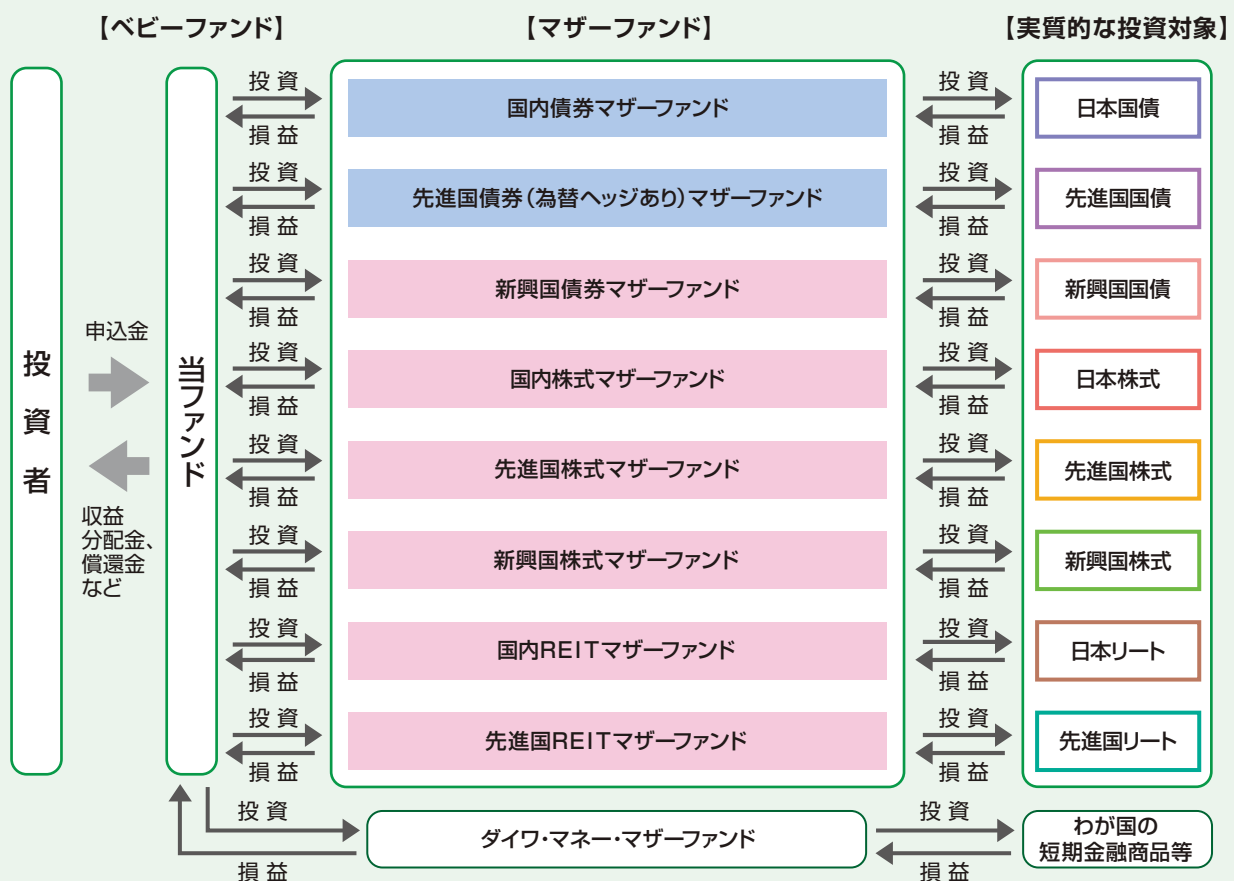 【ベビーファンド】
【マザーファンド】
【実質的な投資対象】
投資者
申込金
収益
分配金、
償還金
など
当ファンド
投資
損益
国内債券マザーファンド
投資
損益
日本国債
投資
損益
先進国債券(為替ヘッジあり)マザーファンド
投資
損益
先進国国債
投資
損益
新興国債券マザーファンド
投資
損益
新興国国債
投資
損益
国内株式マザーファンド
投資
損益
日本株式
投資
損益
先進国株式マザーファンド
投資
損益
先進国株式
投資
損益
新興国株式マザーファンド
投資
損益
新興国株式
投資
損益
国内REITマザーファンド
投資
損益
日本リート
投資
損益
先進国REITマザーファンド
投資
損益
先進国リート
投資
損益
ダイワ・マネー・マザーファンド
投資
損益
わが国の
短期金融商品等